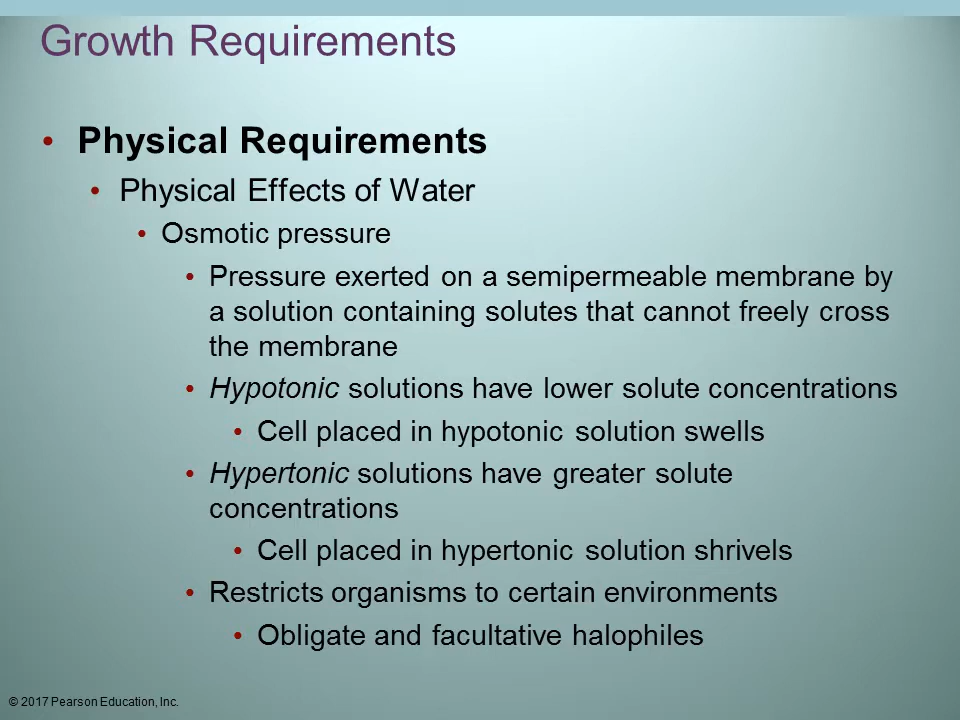 Growth Requirements
• Physical Requirements
• Physical Effects of Water
• Osmotic pressure
• Pressure exerted on a semipermeable membrane by
a solution containing solutes that cannot freely cross
the membrane
• Hypotonic solutions have lower solute concentrations
• Cell placed in hypotonic solution swells
• Hypertonic solutions have greater solute
concentrations
• Cell placed in hypertonic solution shrivels
• Restricts organisms to certain environments
• Obligate and facultative halophiles
© 2017 Pearson Education, Inc.